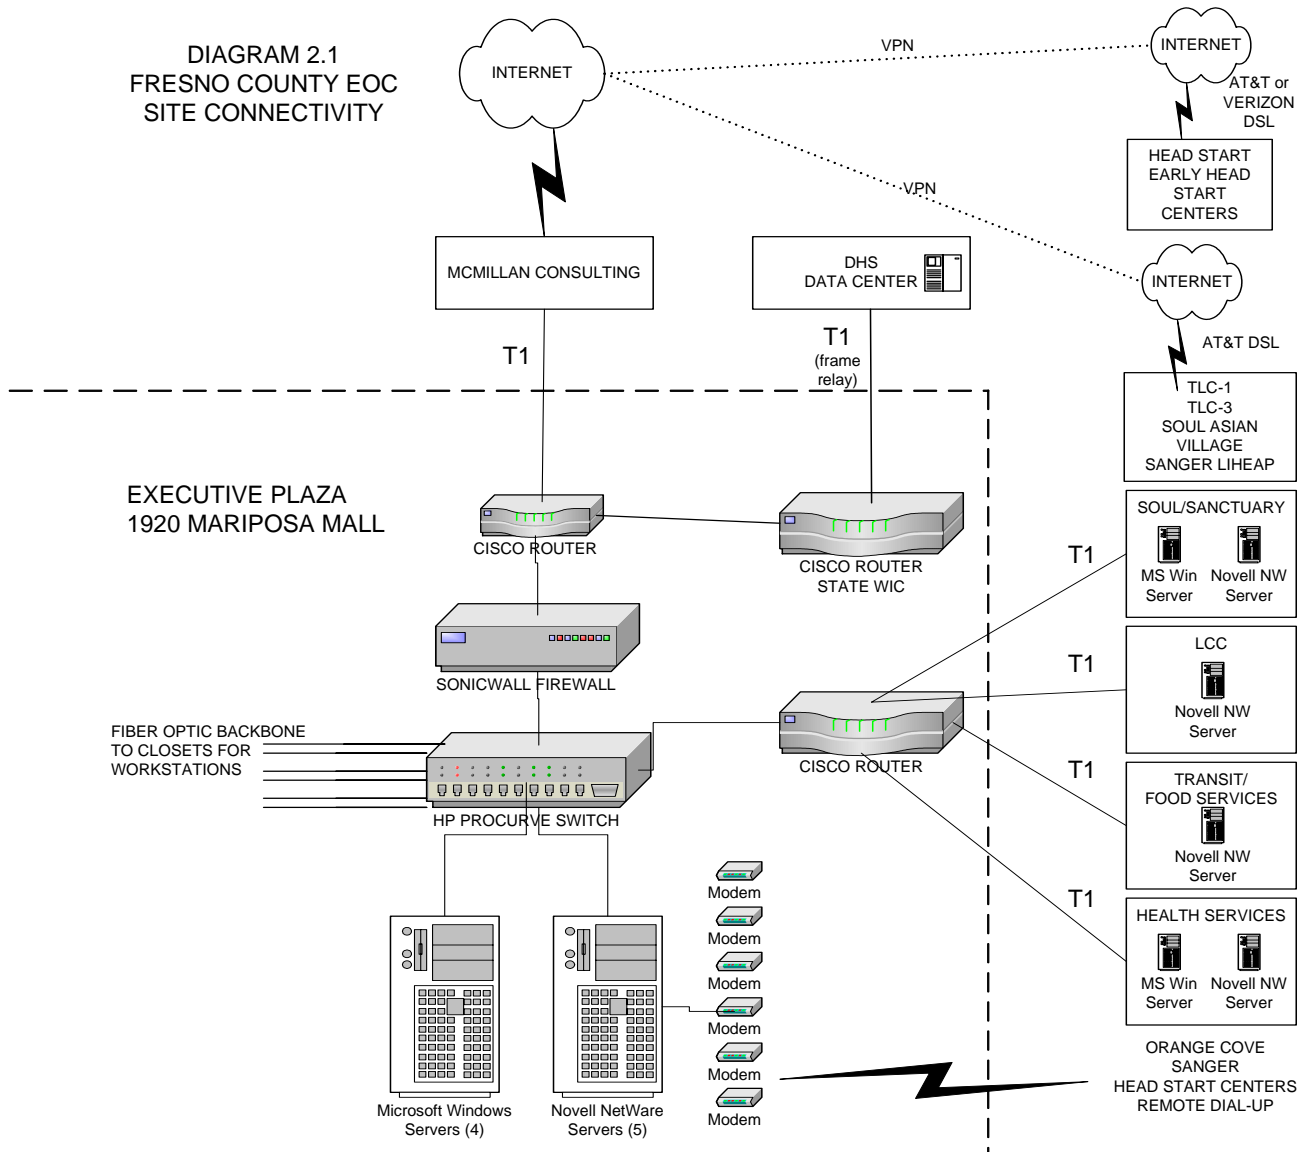 DIAGRAM 2.1
FRESNO COUNTY EOC
SITE CONNECTIVITY
INTERNET
VPN
INTERNET
AT&T or
VERIZON
DSL
HEAD START
EARLY HEAD
START
CENTERS
VPN
MCMILLAN CONSULTING
DHS
DATA CENTER
INTERNET
T1
T1
(frame
relay)
AT&T DSL
TLC-1
TLC-3
SOUL ASIAN
VILLAGE
SANGER LIHEAP
EXECUTIVE PLAZA
1920 MARIPOSA MALL
CISCO ROUTER
CISCO ROUTER
STATE WIC
T1
SOUL/SANCTUARY
MS Win
Server
Novell NW
Server
SONICWALL FIREWALL
T1
LCC
Novell NW
Server
FIBER OPTIC BACKBONE
TO CLOSETS FOR
WORKSTATIONS
HP PROCURVE SWITCH
CISCO ROUTER
T1
TRANSIT/
FOOD SERVICES
Novell NW
Server
T1
HEALTH SERVICES
MS Win
Server
Novell NW
Server
Modem
Modem
Modem
Modem
Modem
Modem
Microsoft Windows
Servers (4)
Novell NetWare
Servers (5)
ORANGE COVE
SANGER
HEAD START CENTERS
REMOTE DIAL-UP